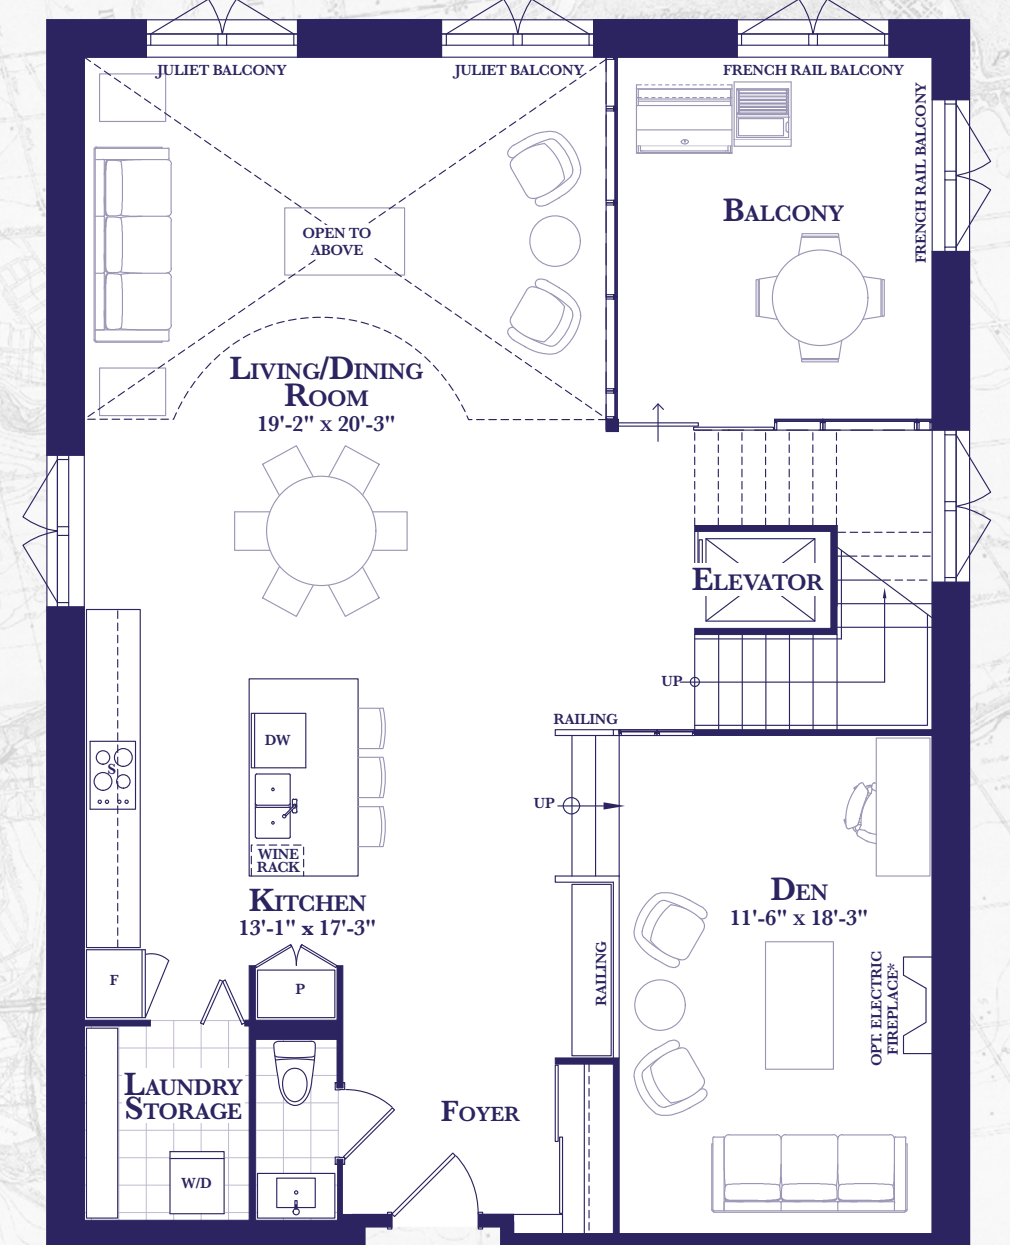 JULIET BALCONY
JULIET BALCONY
FRENCH RAIL BALCONY
FRENCH RAIL BALCONY
BALCONY
OPEN TO
ABOVE
LIVING/DINING
ROOM
19'-2" X 20'-3"
ELEVATOR
UP
RAILING
DW
S
UP
WINE
RACK
KITCHEN
13'-1" x 17'-3"
DEN
11'-6" X 18'-3"
RAILING
OPT. ELECTRIC
FIREPLACE*
F
P
LAUNDRY
STORAGE
FOYER
W/D